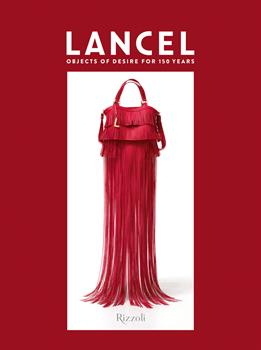 LANCEL
OBJECTS OF DESIRE FOR 150 YEARS
Rizzoli